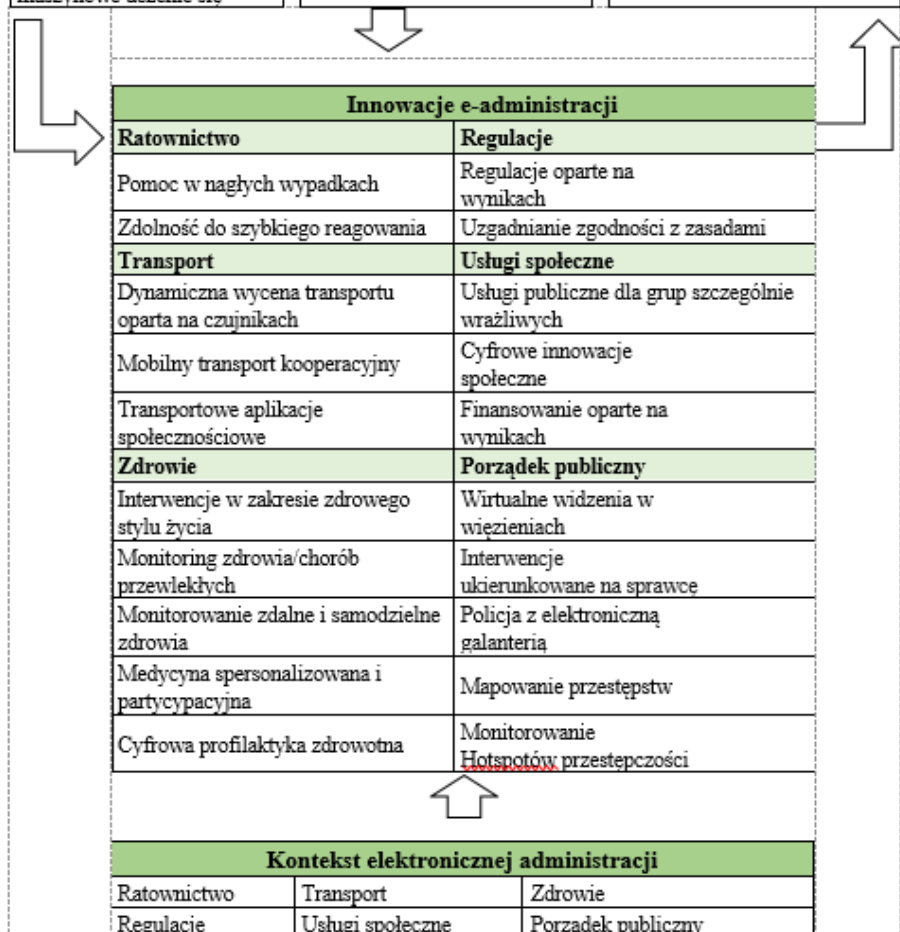 maszynowe uczenie się
Innowacje e-administracji
Ratownictwo
Regulacje
Pomoc w nagłych wypadkach
Regulacje oparte na
wynikach
Zdolność do szybkiego reagowania
Uzgadnianie zgodności z zasadami
Transport
Usługi społeczne
Dynamiczna wycena transportu
oparta na czujnikach
Usługi publiczne dla grup szczególnie
wrażliwych
Mobilny transport kooperacyjny
Cyfrowe innowacje
społeczne
Transportowe aplikacje
społecznościowe
Finansowanie oparte na
wynikach
Zdrowie
Porządek publiczny
Interwencje w zakresie zdrowego
stylu życia
Wirtualne widzenia w
więzieniach
Monitoring zdrowia/chorób
przewlekłych
Interwencje
ukierunkowane na sprawcę
Monitorowanie zdalne i samodzielne
zdrowia
Policja z elektroniczną
galanterią
Medycyna spersonalizowana i
partycypacyjna
Mapowanie przestępstw
Cyfrowa profilaktyka zdrowotna
Monitorowanie
Hotspotów przestępczości
Kontekst elektronicznej administracji
Ratownictwo
Transport
Zdrowie
Regulacje
Usługi społeczne
Porządek publiczny